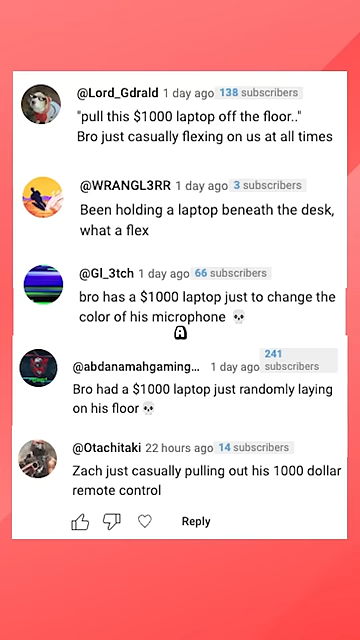 @Lord_Gdrald 1 day ago 138 subscribers
"pull this $1000 laptop off the floor.."
Bro just casually flexing on us at all times
@WRANGL3RR 1 day ago 3 subscribers
Been holding a laptop beneath the desk,
what a flex
@Gl_3tch 1 day ago 66 subscribers
bro has a $1000 laptop just to change the
color of his microphone 💀
@abdanamahgaming... 1 day ago 241 subscribers
Bro had a $1000 laptop just randomly laying
on his floor 💀
@Otachitaki 22 hours ago 14 subscribers
Zach just casually pulling out his 1000 dollar
remote control
Reply